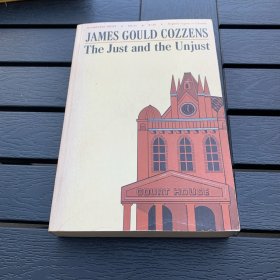 JAMES GOULD COZZENS
The Just and the Unjust
COURT HOUSE